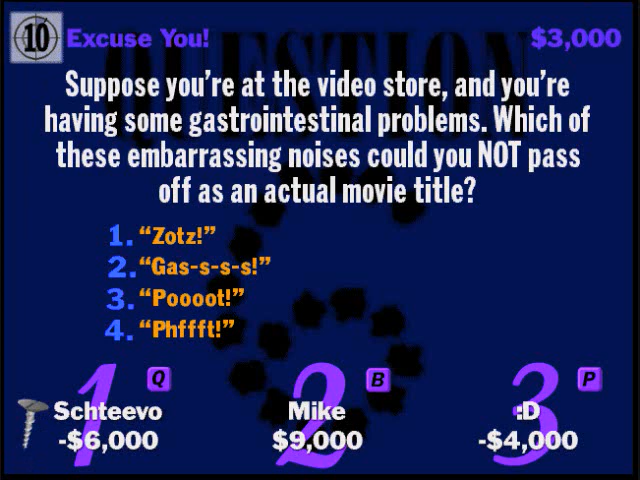 10 Excuse You! $3,000
QUESTION
Suppose you're at the video store, and you're
having some gastrointestinal problems. Which of
these embarrassing noises could you NOT pass
off as an actual movie title?
1. “Zotz!”
2. “Gas-s-s-s!”
3. “Poooot!”
4. “Phffft!”
1 Q 2 B 3 P
Schteevo Mike :D
-$6,000 $9,000 -$4,000